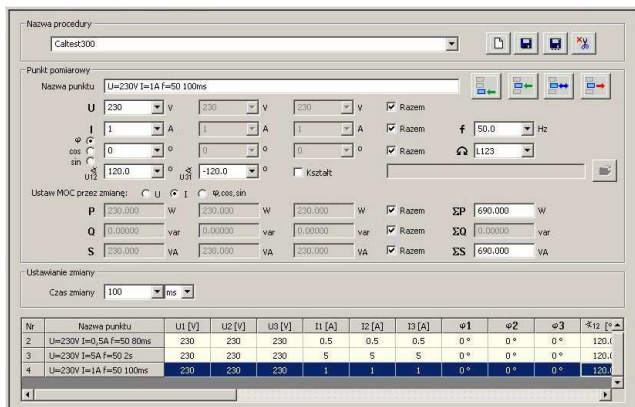 Nazwa procedury
Caltest300
Punkt pomiarowy
Nazwa punktu U=230V I=1A f=50 100ms
U 230 V 230 V 230 V Razem
I 1 A 1 A 1 A Razem f 50.0 Hz
φ
cos 0 ° 0 ° 0 ° Razem L123
sin
U12 120.0 ° U31 -120.0 ° Kształt
Ustaw MOC przez zmianę: U I φ,cos,sin
P 230.000 W 230.000 W 230.000 W Razem ΣP 690.000 W
Q 0.00000 var 0.00000 var 0.00000 var Razem ΣQ 0.00000 var
S 230.000 VA 230.000 VA 230.000 VA Razem ΣS 690.000 VA
Ustawianie zmiany
Czas zmiany 100 ms
Nr Nazwa punktu U1 [V] U2 [V] U3 [V] I1 [A] I2 [A] I3 [A] φ1 φ2 φ3 ∢12 [°
2 U=230V I=0,5A f=50 80ms 230 230 230 0.5 0.5 0.5 0 ° 0 ° 0 ° 120.0
3 U=230V I=5A f=50 2s 230 230 230 5 5 5 0 ° 0 ° 0 ° 120.0
4 U=230V I=1A f=50 100ms 230 230 230 1 1 1 0 ° 0 ° 0 ° 120.0